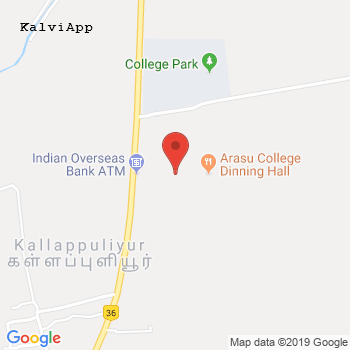 KalviApp
College Park
Indian Overseas
Bank ATM
Arasu College
Dinning Hall
Kallappuliyur
கள்ளப்புளியூர்
36
Google
Map data ©2019 Google